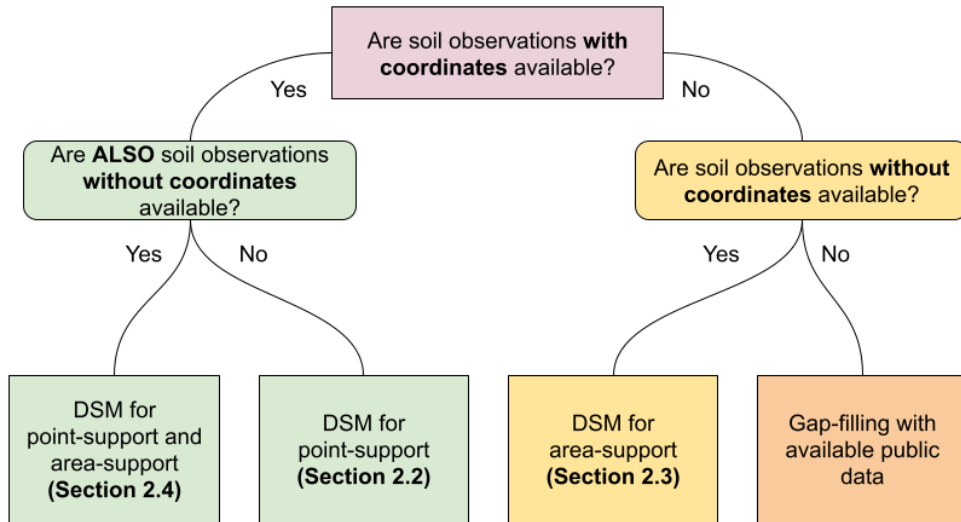 Are soil observations with
coordinates available?
Yes
No
Are ALSO soil observations
without coordinates
available?
Are soil observations without
coordinates available?
Yes
No
Yes
No
DSM for
point-support and
area-support
(Section 2.4)
DSM for
point-support
(Section 2.2)
DSM for
area-support
(Section 2.3)
Gap-filling with
available public
data